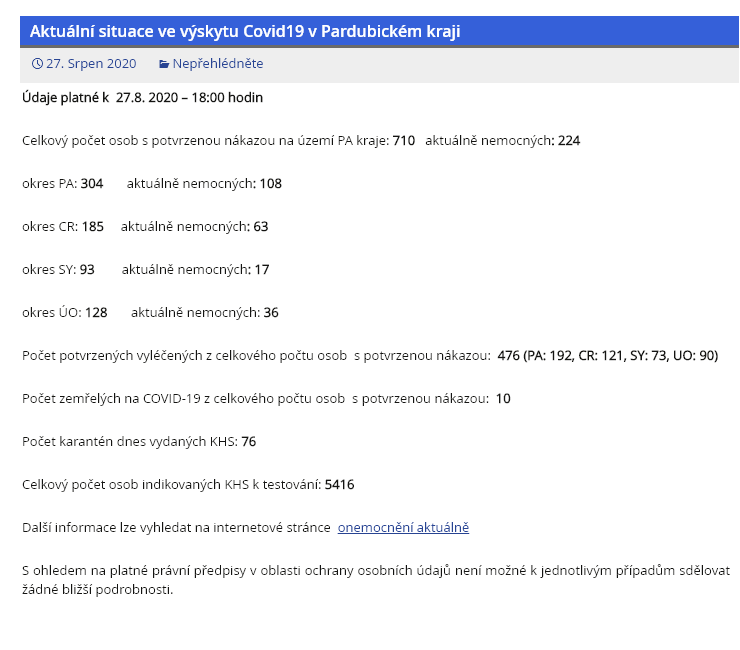 Aktuální situace ve výskytu Covid19 v Pardubickém kraji
27. Srpen 2020 Nepřehlédněte
Údaje platné k 27.8. 2020 – 18:00 hodin
Celkový počet osob s potvrzenou nákazou na území PA kraje: 710 aktuálně nemocných: 224
okres PA: 304 aktuálně nemocných: 108
okres CR: 185 aktuálně nemocných: 63
okres SY: 93 aktuálně nemocných: 17
okres ÚO: 128 aktuálně nemocných: 36
Počet potvrzených vyléčených z celkového počtu osob s potvrzenou nákazou: 476 (PA: 192, CR: 121, SY: 73, UO: 90)
Počet zemřelých na COVID-19 z celkového počtu osob s potvrzenou nákazou: 10
Počet karantén dnes vydaných KHS: 76
Celkový počet osob indikovaných KHS k testování: 5416
Další informace lze vyhledat na internetové stránce onemocnění aktuálně
S ohledem na platné právní předpisy v oblasti ochrany osobních údajů není možné k jednotlivým případům sdělovat
žádné bližší podrobnosti.